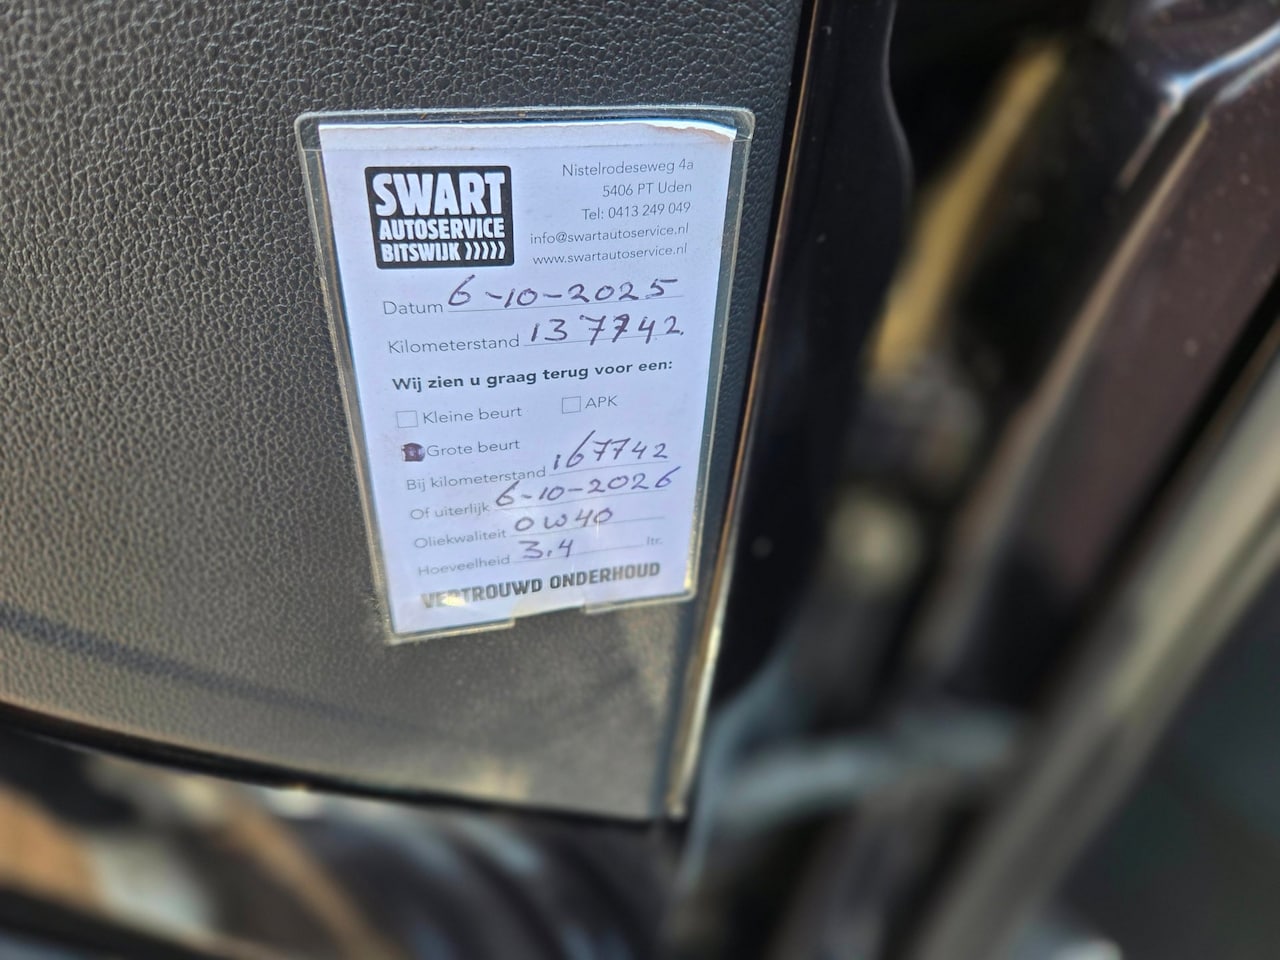 SWART
AUTOSERVICE
BITSWIJK
Nistelrodeseweg 4a
5406 PT Uden
Tel: 0413 249 049
info@swartautoservice.nl
www.swartautoservice.nl
Datum 6-10-2025
Kilometerstand 137742
Wij zien u graag terug voor een:
Kleine beurt APK
Grote beurt
Bij kilometerstand 167742
Of uiterlijk 6-10-2026
Oliekwaliteit 0W40
Hoeveelheid 3.4 ltr.
VERTROUWD ONDERHOUD